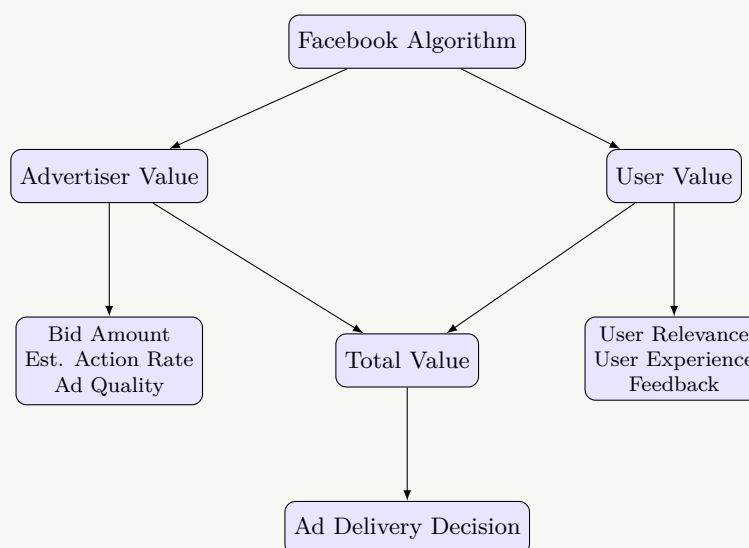 Facebook Algorithm
Advertiser Value
User Value
Bid Amount
Est. Action Rate
Ad Quality
Total Value
User Relevance
User Experience
Feedback
Ad Delivery Decision